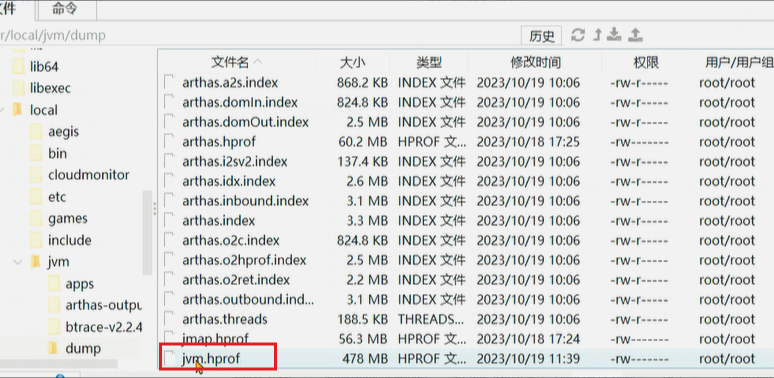 文件 命令
r/local/jvm/dump 历史
文件名 大小 类型 修改时间 权限 用户/用户组
lib64
libexec
local
aegis
bin
cloudmonitor
etc
games
include
jvm
apps
arthas-outpu
btrace-v2.2.4
dump
arthas.a2s.index 868.2 KB INDEX 文件 2023/10/19 10:06 -rw-r----- root/root
arthas.domIn.index 824.8 KB INDEX 文件 2023/10/19 10:06 -rw-r----- root/root
arthas.domOut.index 2.5 MB INDEX 文件 2023/10/19 10:06 -rw-r----- root/root
arthas.hprof 60.2 MB HPROF 文... 2023/10/18 17:25 -rw------- root/root
arthas.i2sv2.index 137.4 KB INDEX 文件 2023/10/19 10:06 -rw-r----- root/root
arthas.idx.index 2.6 MB INDEX 文件 2023/10/19 10:06 -rw-r----- root/root
arthas.inbound.index 3.1 MB INDEX 文件 2023/10/19 10:06 -rw-r----- root/root
arthas.index 3.3 MB INDEX 文件 2023/10/19 10:06 -rw-r----- root/root
arthas.o2c.index 824.8 KB INDEX 文件 2023/10/19 10:06 -rw-r----- root/root
arthas.o2hprof.index 2.5 MB INDEX 文件 2023/10/19 10:06 -rw-r----- root/root
arthas.o2ret.index 2.2 MB INDEX 文件 2023/10/19 10:06 -rw-r----- root/root
arthas.outbound.ind... 3.1 MB INDEX 文件 2023/10/19 10:06 -rw-r----- root/root
arthas.threads 188.5 KB THREADS... 2023/10/19 10:06 -rw-r----- root/root
jmap.hprof 56.3 MB HPROF 文... 2023/10/18 17:24 -rw------- root/root
jvm.hprof 478 MB HPROF 文... 2023/10/19 11:39 -rw------- root/root